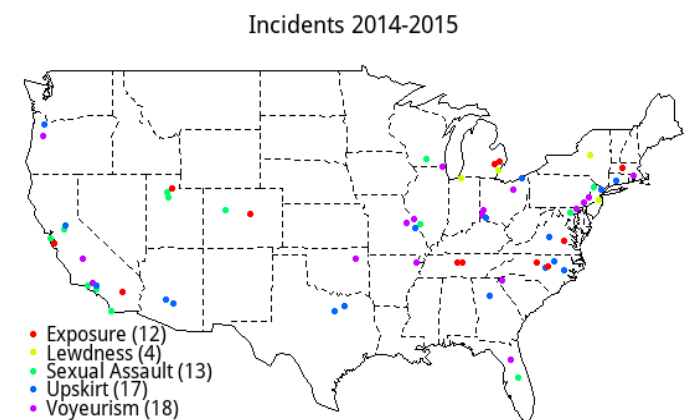 Incidents 2014-2015
Exposure (12)
Lewdness (4)
Sexual Assault (13)
Upskirt (17)
Voyeurism (18)